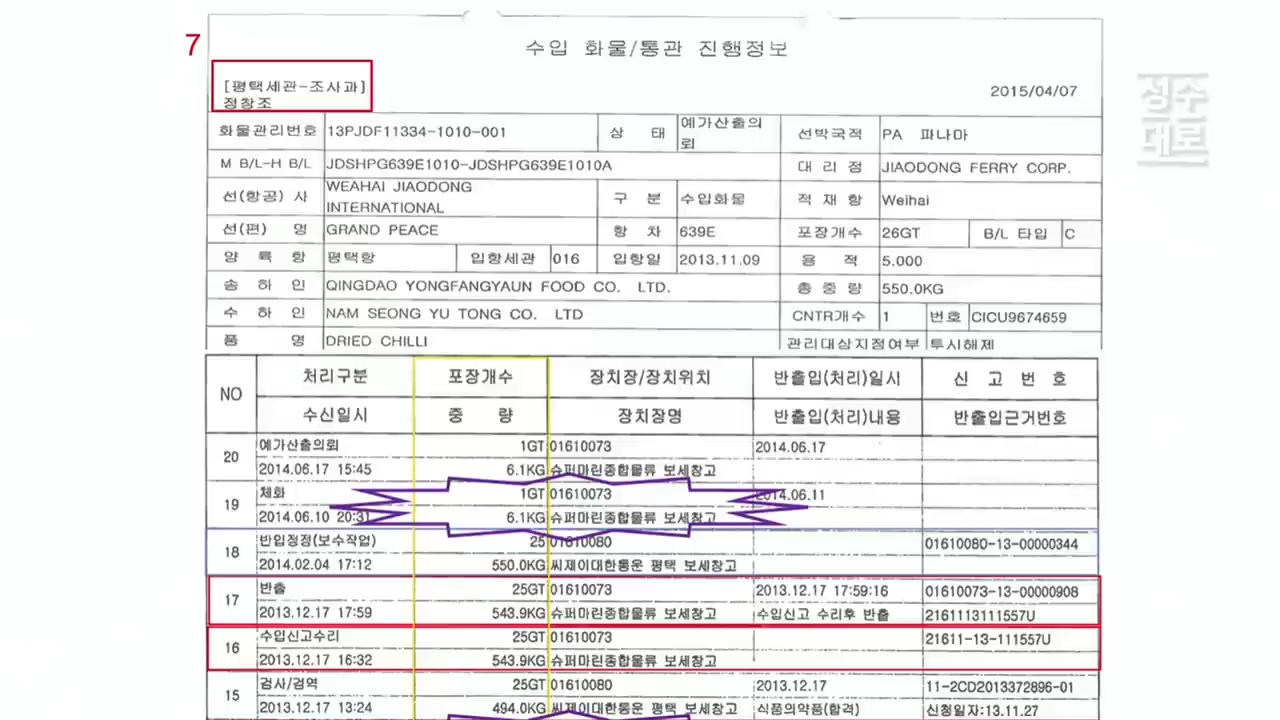 7
수입 화물/통관 진행정보
[평택세관-조사과]
정창조
2015/04/07
정수
대로
화물관리번호 13PJDF11334-1010-001 상 태 예가산출의뢰 선박국적 PA 파나마
M B/L-H B/L JDSHPG639E1010-JDSHPG639E1010A 대 리 점 JIAODONG FERRY CORP.
선(항공) 사 WEAHAI JIAODONG INTERNATIONAL 구 분 수입화물 적 재 항 Weihai
선(편) 명 GRAND PEACE 항 차 639E 포장개수 26GT B/L 타입 C
양 륙 항 평택항 입항세관 016 입항일 2013.11.09 용 적 5.000
송 하 인 QINGDAO YONGFANGYAUN FOOD CO. LTD. 총 중 량 550.0KG
수 하 인 NAM SEONG YU TONG CO. LTD CNTR개수 1 번호 CICU9674659
품 명 DRIED CHILLI 관리대상지정여부 투시해제
NO 처리구분 포장개수 장치장/장치위치 반출입(처리)일시 신 고 번 호
수신일시 중 량 장치장명 반출입(처리)내용 반출입근거번호
20 예가산출의뢰 1GT 01610073 2014.06.17
2014.06.17 15:45 6.1KG 슈퍼마린종합물류 보세창고
19 체화 1GT 01610073 2014.06.11
2014.06.10 20:31 6.1KG 슈퍼마린종합물류 보세창고
18 반입정정(보수작업) 25 01610080 01610080-13-00000344
2014.02.04 17:12 550.0KG 씨제이대한통운 평택 보세창고
17 반출 25GT 01610073 2013.12.17 17:59:16 01610073-13-00000908
2013.12.17 17:59 543.9KG 슈퍼마린종합물류 보세창고 수입신고 수리후 반출 2161113111557U
16 수입신고수리 25GT 01610073 21611-13-111557U
2013.12.17 16:32 543.9KG 슈퍼마린종합물류 보세창고
15 검사/검역 25GT 01610080 2013.12.17 11-2CD2013372896-01
2013.12.17 13:24 494.0KG 씨제이대한통운 평택 보세창고 식품의약품(합격) 신청일자:13.11.27